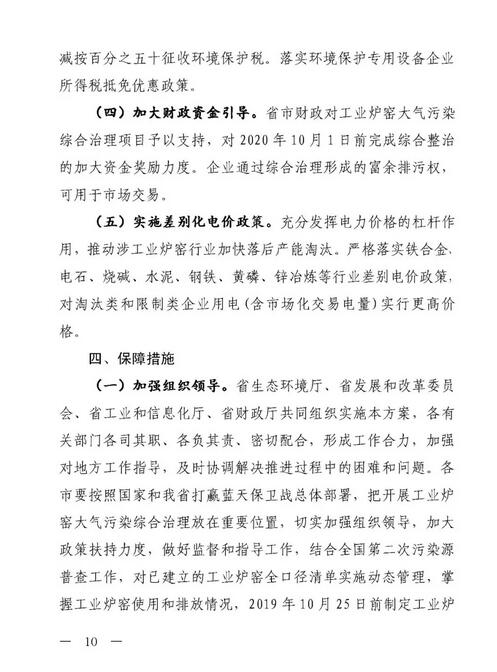 减按百分之五十征收环境保护税。落实环境保护专用设备企业
所得税抵免优惠政策。
（四）加大财政资金引导。省市财政对工业炉窑大气污染
综合治理项目予以支持，对 2020 年 10 月 1 日前完成综合整治
的加大资金奖励力度。企业通过综合治理形成的富余排污权，
可用于市场交易。
（五）实施差别化电价政策。充分发挥电力价格的杠杆作
用，推动涉工业炉窑行业加快落后产能淘汰。严格落实铁合金、
电石、烧碱、水泥、钢铁、黄磷、锌冶炼等行业差别电价政策，
对淘汰类和限制类企业用电(含市场化交易电量)实行更高价
格。
四、保障措施
（一）加强组织领导。省生态环境厅、省发展和改革委员
会、省工业和信息化厅、省财政厅共同组织实施本方案，各有
关部门各司其职、各负其责、密切配合，形成工作合力，加强
对地方工作指导，及时协调解决推进过程中的困难和问题。各
市要按照国家和我省打赢蓝天保卫战总体部署，把开展工业炉
窑大气污染综合治理放在重要位置，切实加强组织领导，加大
政策扶持力度，做好监督和指导工作，结合全国第二次污染源
普查工作，对已建立的工业炉窑全口径清单实施动态管理，掌
握工业炉窑使用和排放情况，2019 年 10 月 25 日前制定工业炉
— 10 —